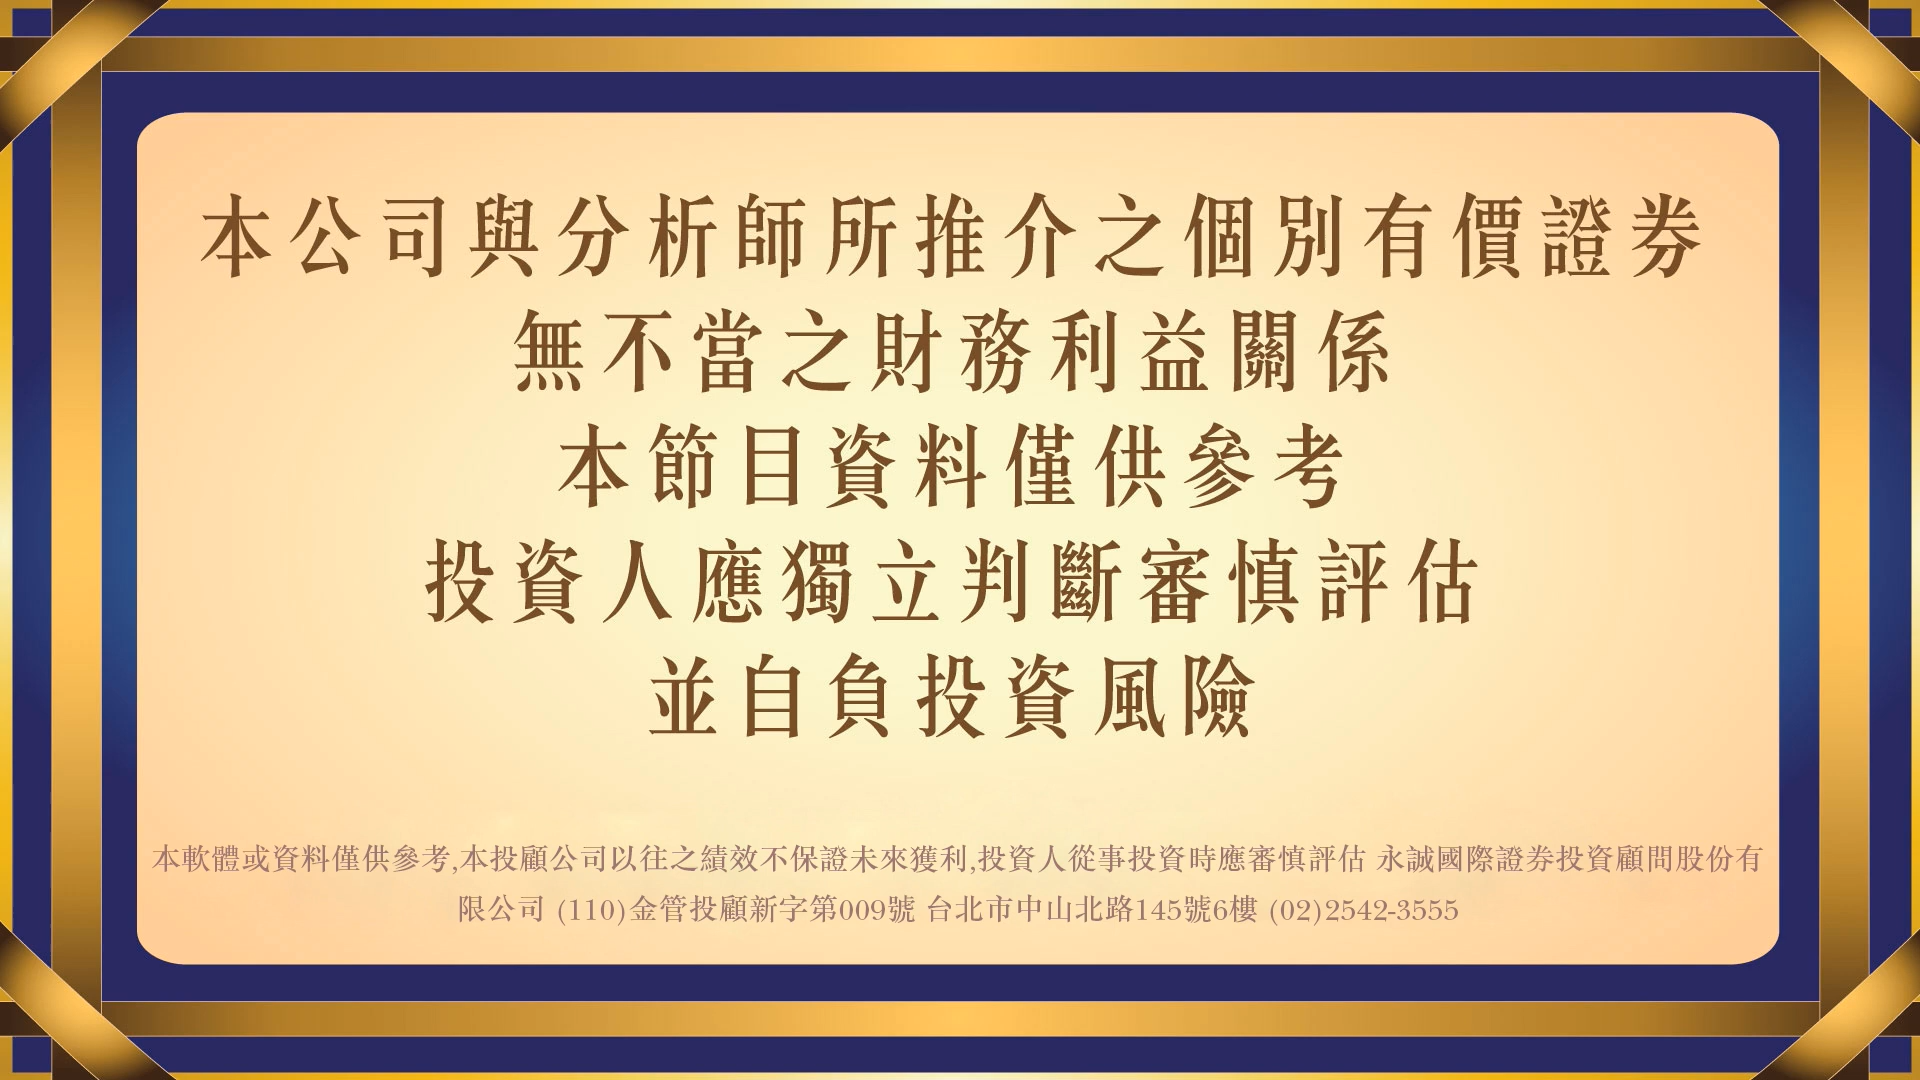 本公司與分析師所推介之個別有價證券
無不當之財務利益關係
本節目資料僅供參考
投資人應獨立判斷審慎評估
並自負投資風險
本軟體或資料僅供參考,本投顧公司以往之績效不保證未來獲利,投資人從事投資時應審慎評估 永誠國際證券投資顧問股份有
限公司 (110)金管投顧新字第009號 台北市中山北路145號6樓 (02)2542-3555